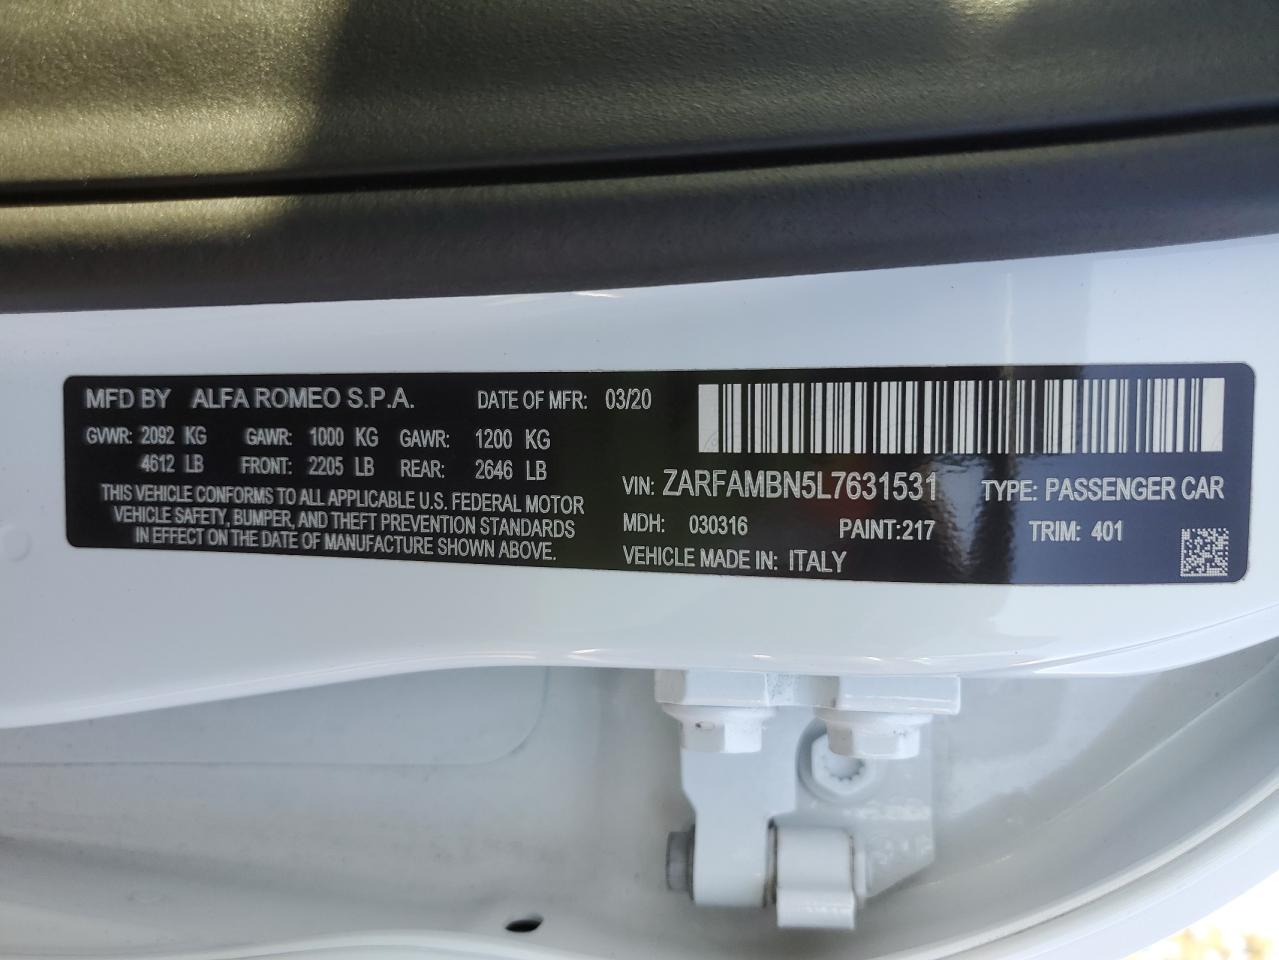 MFD BY ALFA ROMEO S.P.A. DATE OF MFR: 03/20
GVWR: 2092 KG GAWR: 1000 KG GAWR: 1200 KG
4612 LB FRONT: 2205 LB REAR: 2646 LB
THIS VEHICLE CONFORMS TO ALL APPLICABLE U.S. FEDERAL MOTOR
VEHICLE SAFETY, BUMPER, AND THEFT PREVENTION STANDARDS
IN EFFECT ON THE DATE OF MANUFACTURE SHOWN ABOVE.
VIN: ZARFAMBN5L7631531 TYPE: PASSENGER CAR
MDH: 030316 PAINT:217 TRIM: 401
VEHICLE MADE IN: ITALY